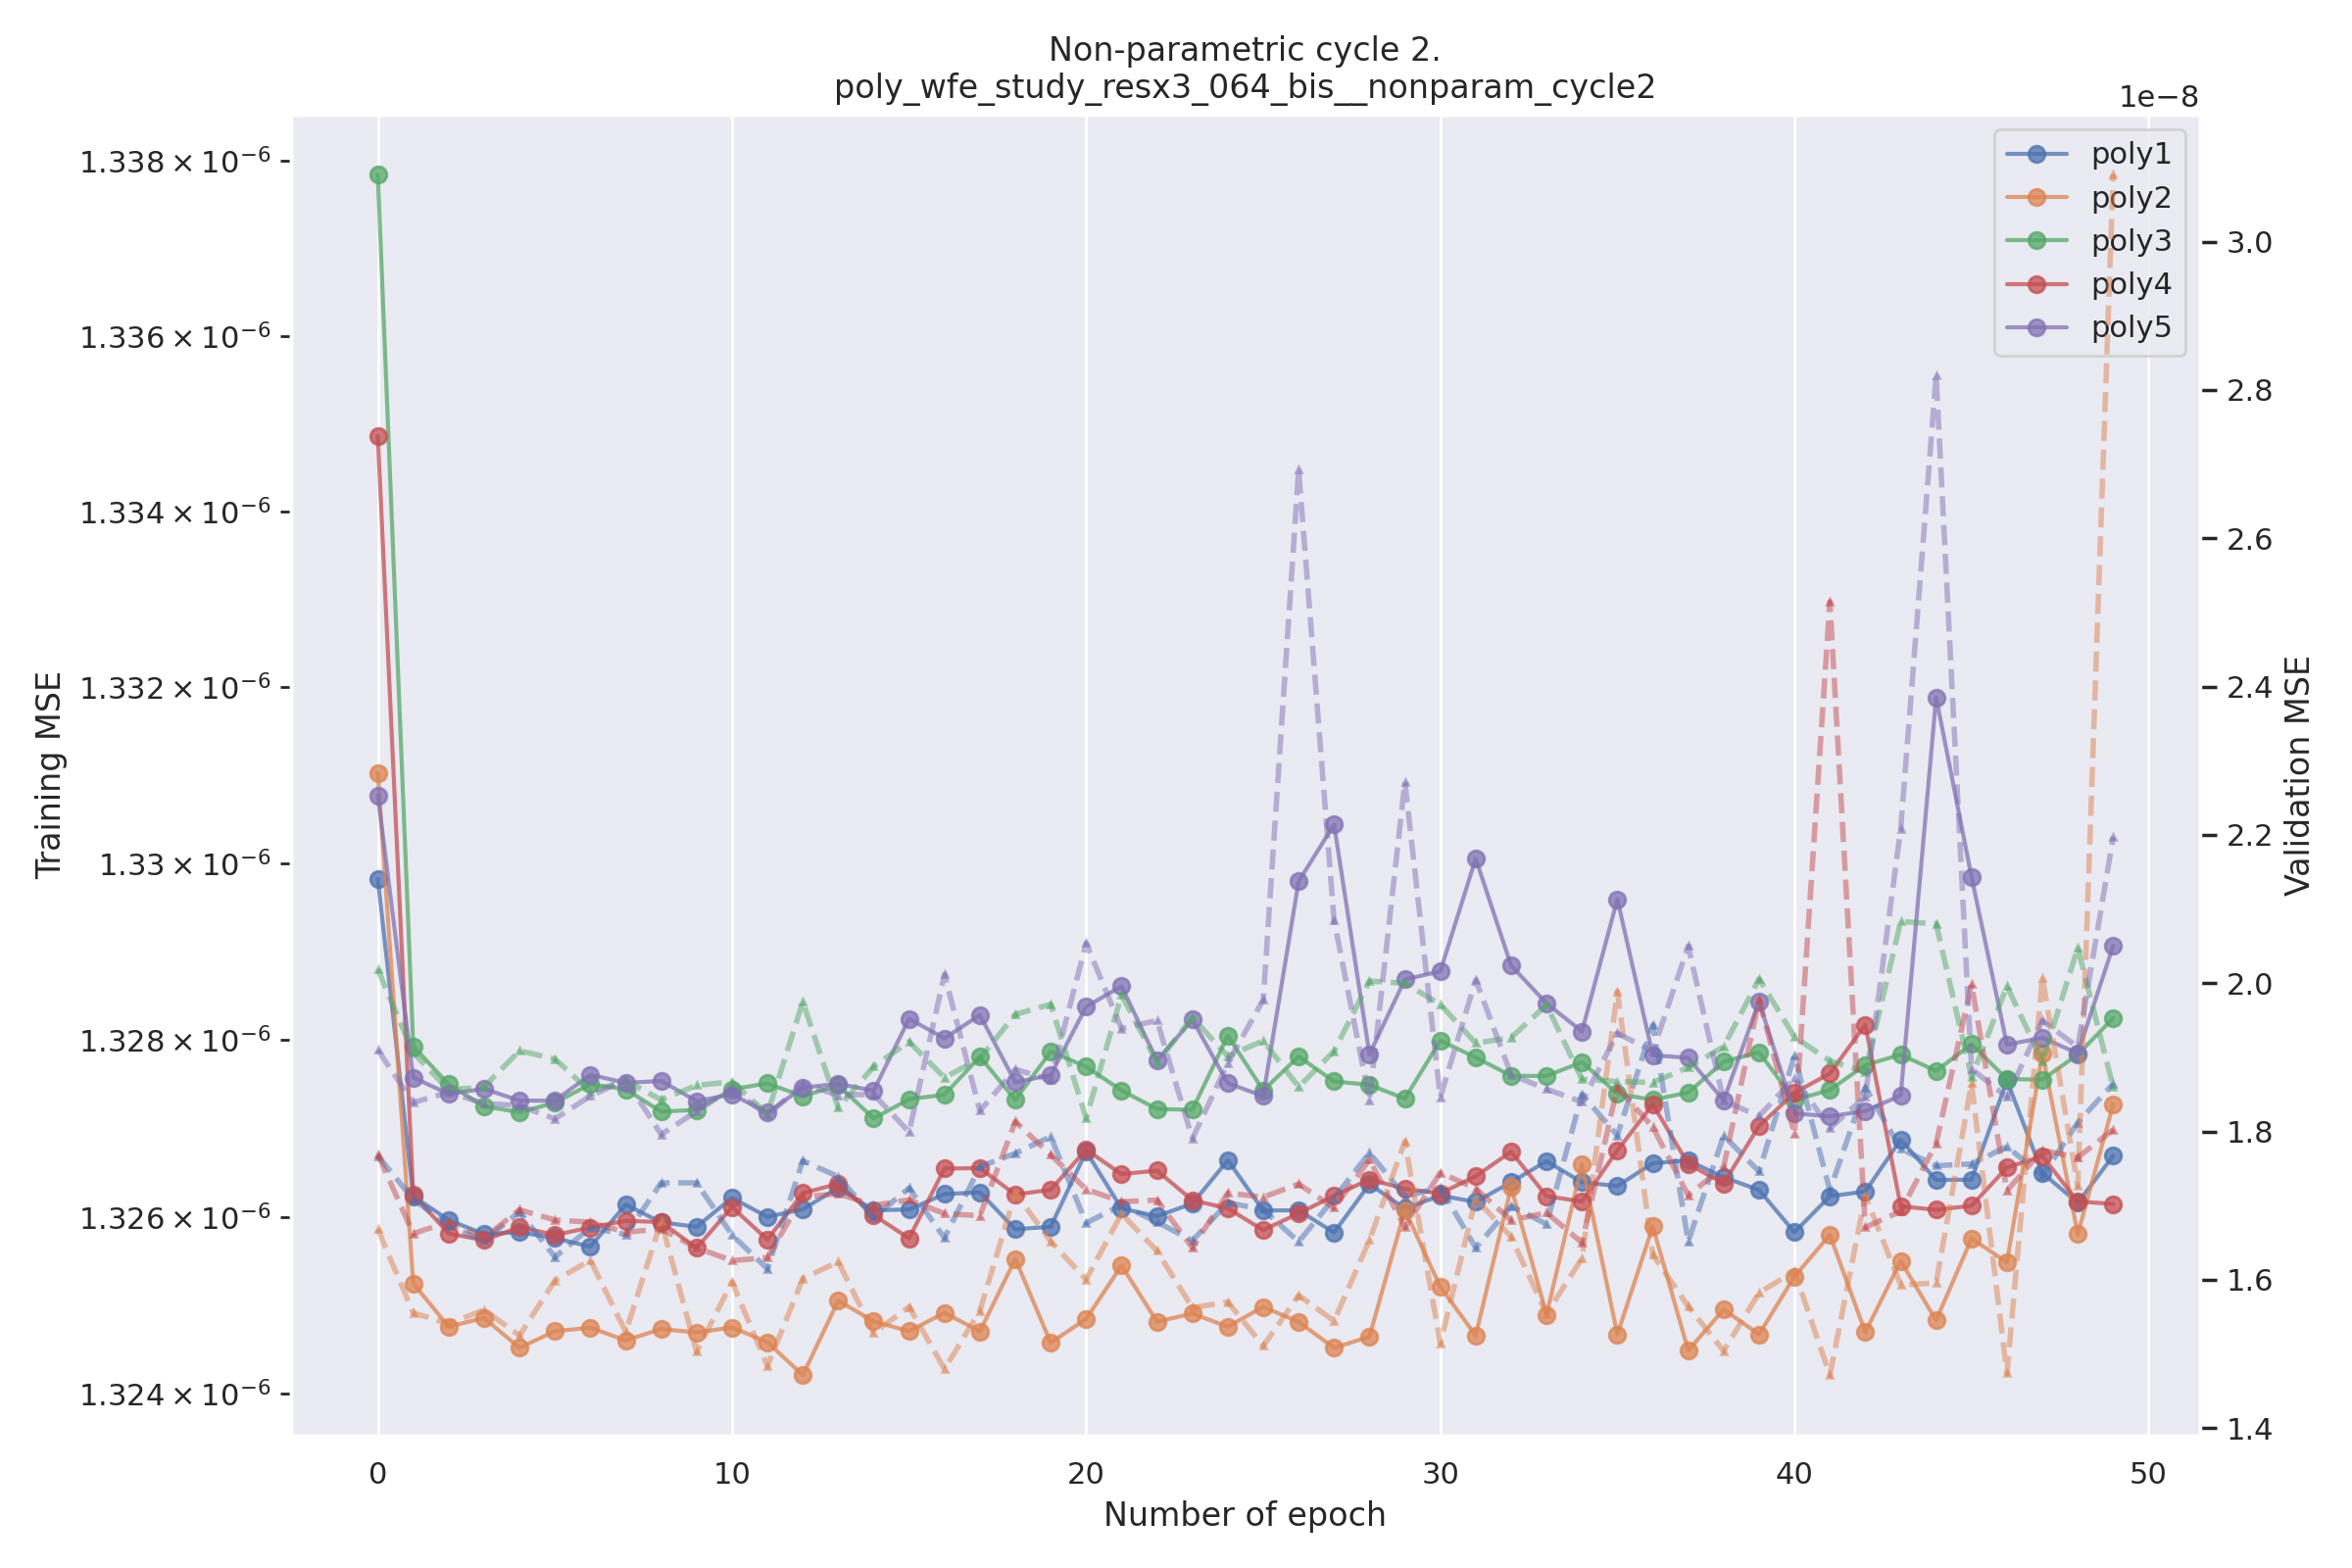 Non-parametric cycle 2.
poly_wfe_study_resx3_064_bis__nonparam_cycle2
1e−8
1.338 × 10⁻⁶
1.336 × 10⁻⁶
1.334 × 10⁻⁶
1.332 × 10⁻⁶
1.33 × 10⁻⁶
1.328 × 10⁻⁶
1.326 × 10⁻⁶
1.324 × 10⁻⁶
Training MSE
poly1
poly2
poly3
poly4
poly5
3.0
2.8
2.6
2.4
2.2
2.0
1.8
1.6
1.4
Validation MSE
0 10 20 30 40 50
Number of epoch